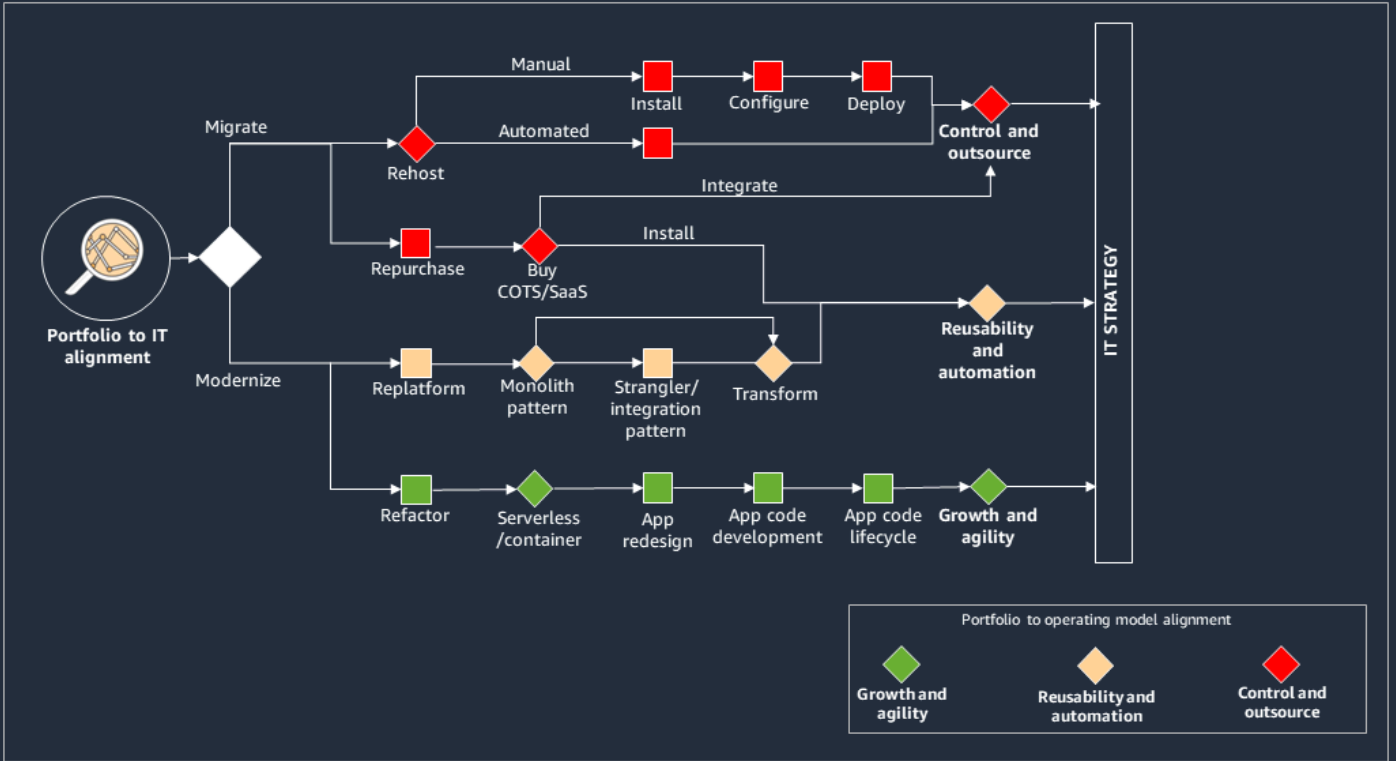 Manual
Install
Configure
Deploy
Migrate
Automated
Control and
outsource
Rehost
Integrate
Install
Repurchase
Buy
COTS/SaaS
Portfolio to IT
alignment
Reusability
and
automation
IT STRATEGY
Modernize
Replatform
Monolith
pattern
Strangler/
integration
pattern
Transform
Refactor
Serverless
/container
App
redesign
App code
development
App code
lifecycle
Growth and
agility
Portfolio to operating model alignment
Growth and
agility
Reusability and
automation
Control and
outsource